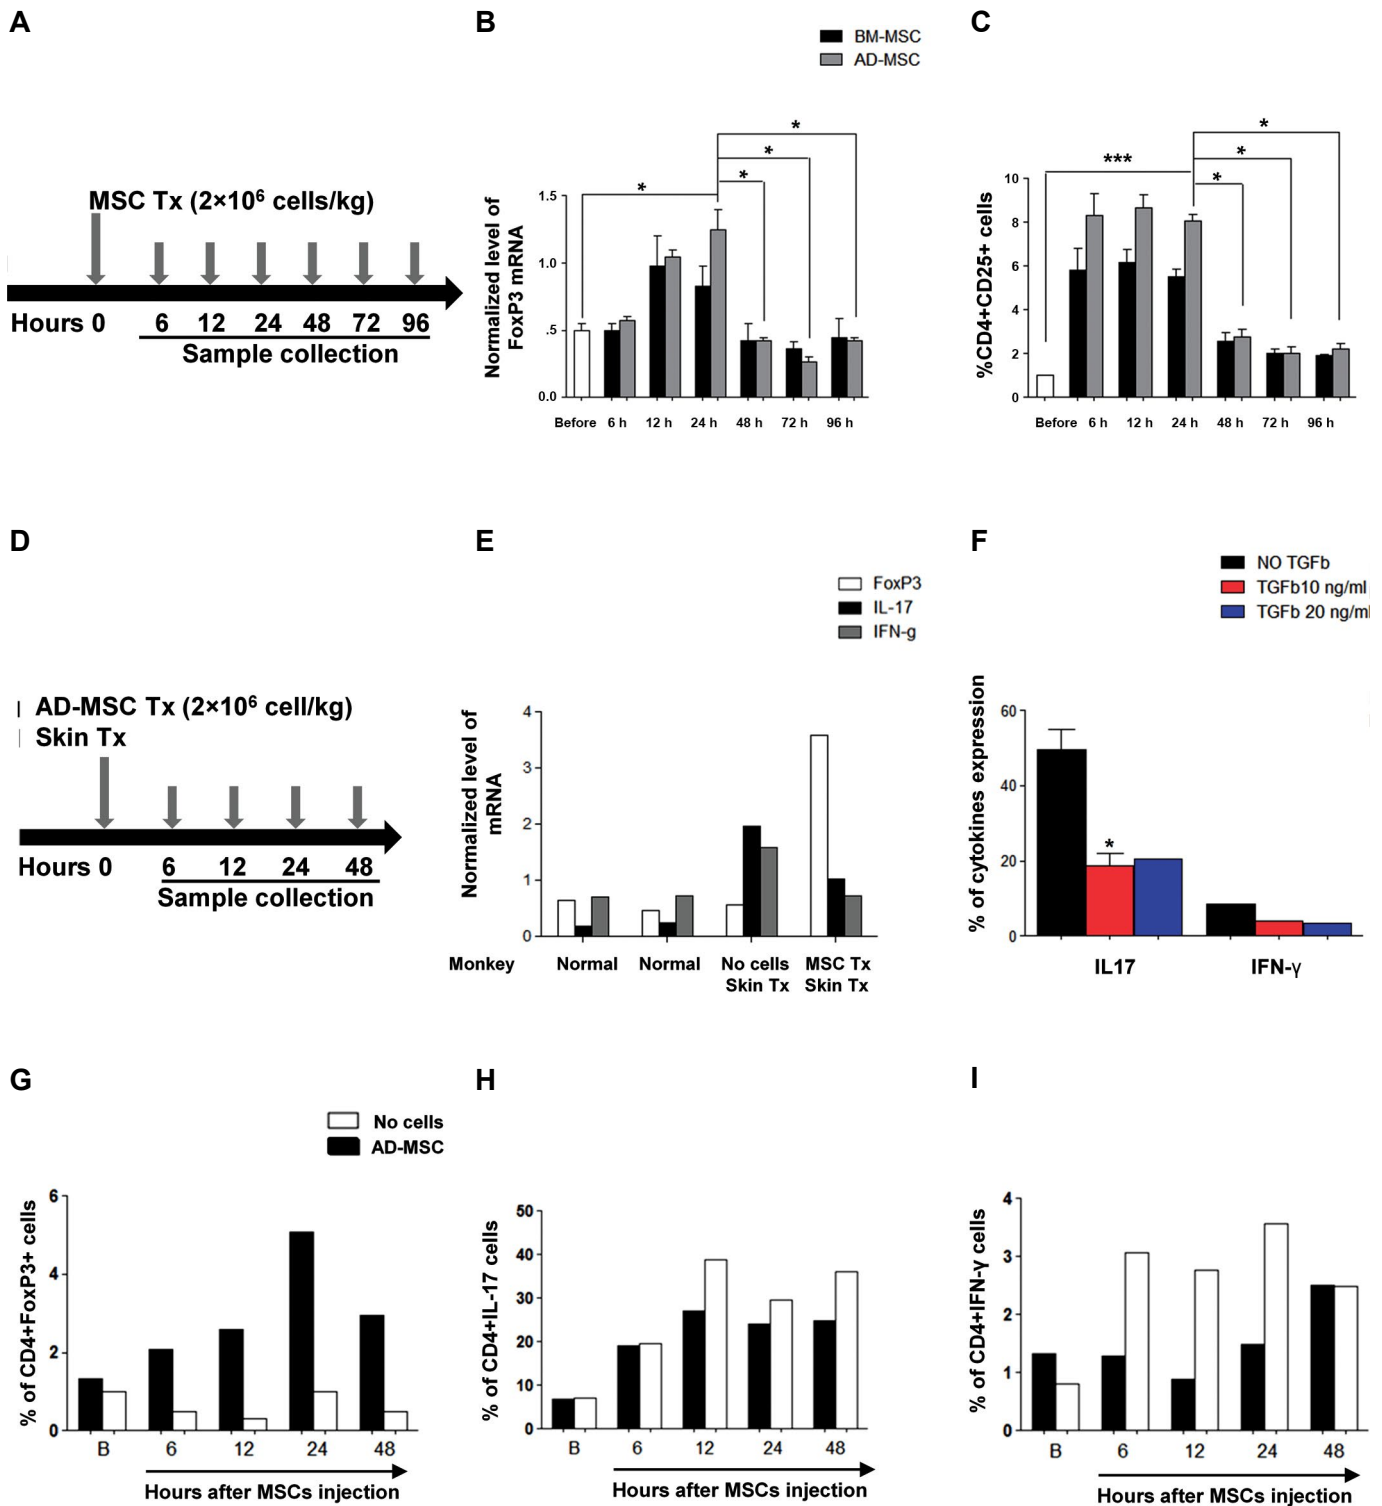 A
MSC Tx (2×10⁶ cells/kg)
Hours 0 6 12 24 48 72 96
Sample collection
B
BM-MSC
AD-MSC
Normalized level of
FoxP3 mRNA
1.5
1.0
.5
0.0
* * * *
Before 6 h 12 h 24 h 48 h 72 h 96 h
C
%CD4+CD25+ cells
10
8
6
4
2
0
*** * * *
Before 6 h 12 h 24 h 48 h 72 h 96 h
D
AD-MSC Tx (2×10⁶ cell/kg)
Skin Tx
Hours 0 6 12 24 48
Sample collection
E
FoxP3
IL-17
IFN-g
Normalized level of
mRNA
4
3
2
1
0
Monkey Normal Normal No cells MSC Tx
Skin Tx Skin Tx
F
NO TGFb
TGFb10 ng/ml
TGFb 20 ng/ml
% of cytokines expression
60
40
20
0
*
IL17 IFN-γ
G
No cells
AD-MSC
% of CD4+FoxP3+ cells
6
4
2
0
B 6 12 24 48
Hours after MSCs injection
H
% of CD4+IL-17 cells
50
40
30
20
10
0
B 6 12 24 48
Hours after MSCs injection
I
% of CD4+IFN-γ cells
4
3
2
1
0
B 6 12 24 48
Hours after MSCs injection